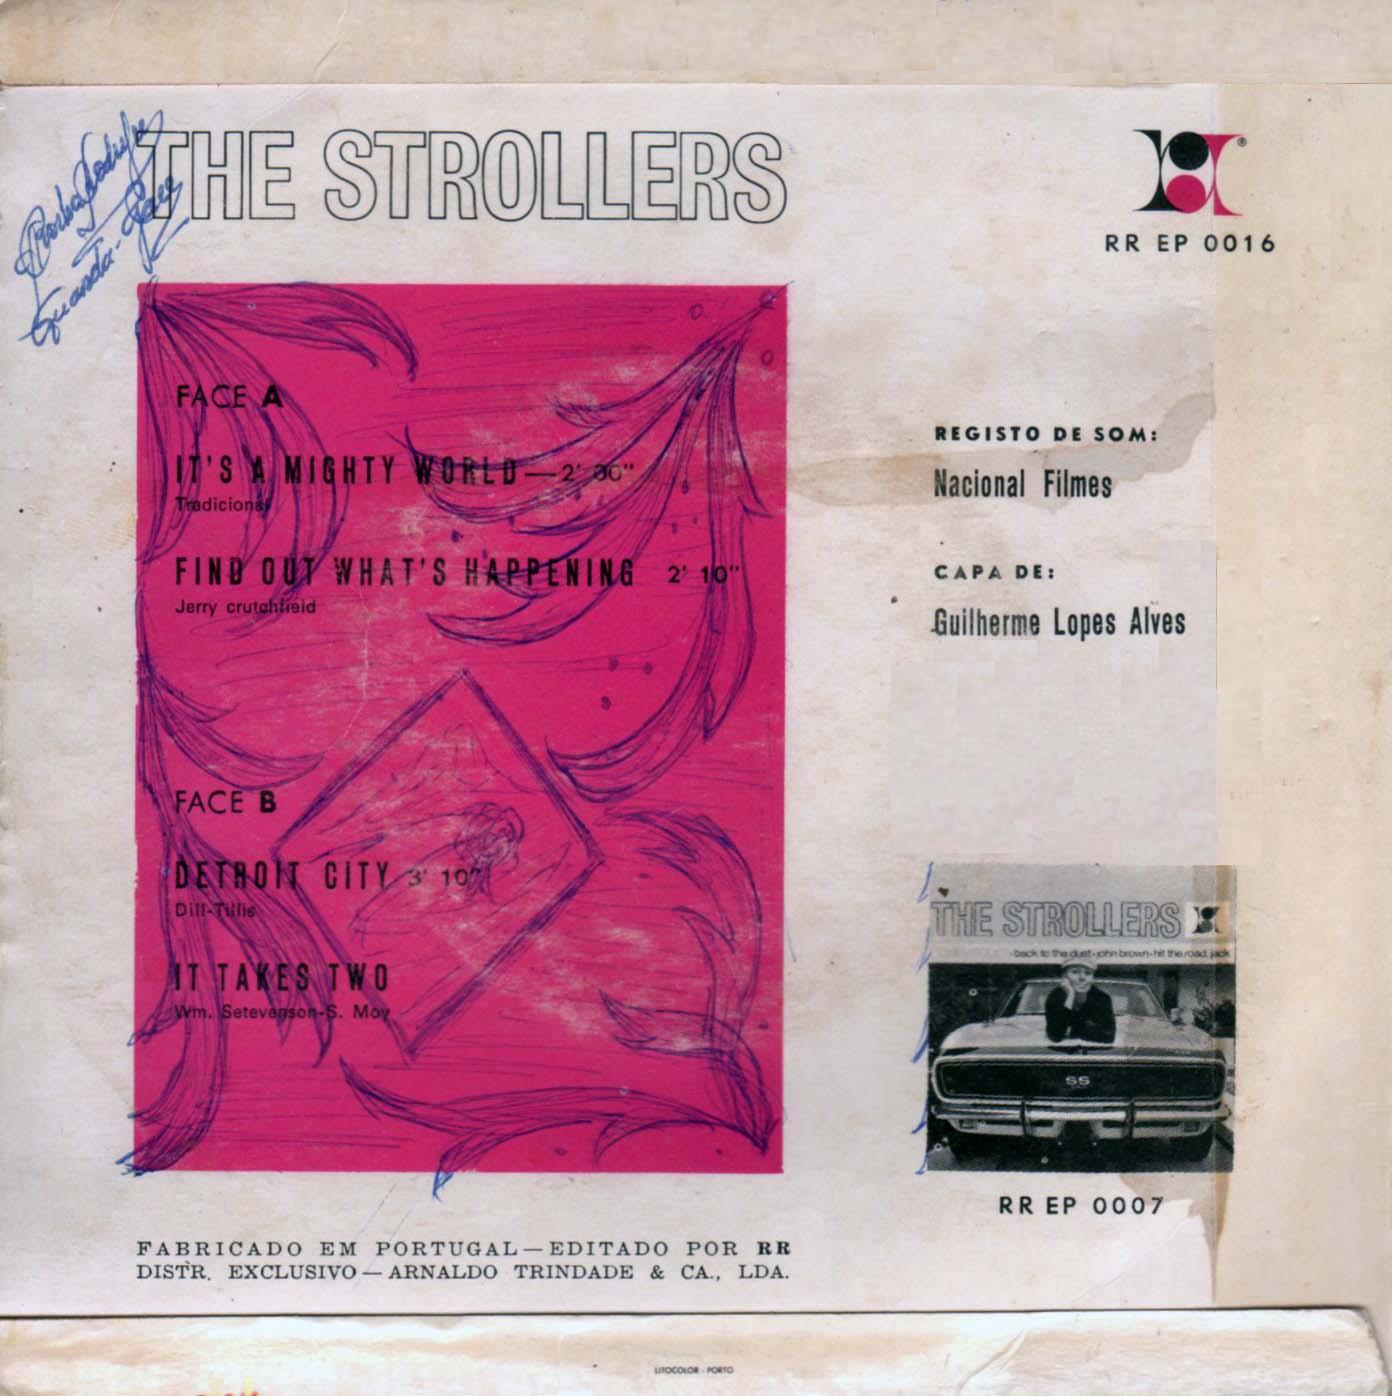 THE STROLLERS
RR EP 0016
FACE A
IT'S A MIGHTY WORLD — 2' 00"
Tradicional
FIND OUT WHAT'S HAPPENING 2' 10"
Jerry crutchfieid
FACE B
DETROIT CITY 3' 10"
Dill-Tillis
IT TAKES TWO
Wm. Setevenson-S. Moy
REGISTO DE SOM:
Nacional Filmes
CAPA DE:
Guilherme Lopes Alves
THE STROLLERS
back to the dust - john brown - hit the road, jack
SS
RR EP 0007
FABRICADO EM PORTUGAL — EDITADO POR RR
DISTR. EXCLUSIVO — ARNALDO TRINDADE & CA., LDA.
LITOCOLOR - PORTO